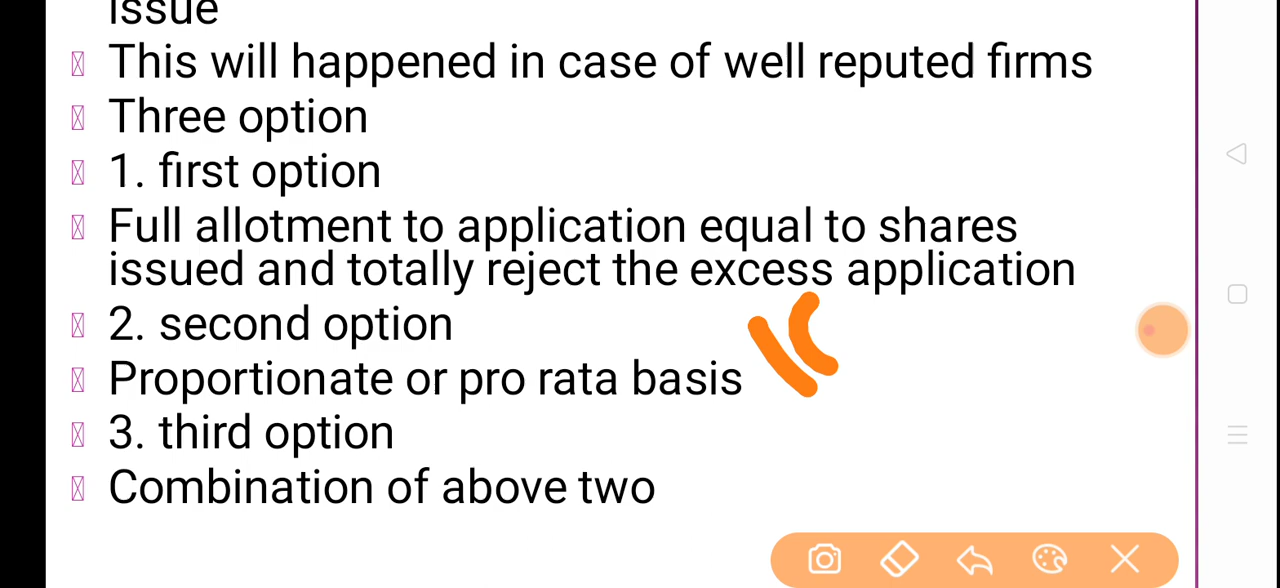 issue
This will happened in case of well reputed firms
Three option
1. first option
Full allotment to application equal to shares
issued and totally reject the excess application
2. second option
Proportionate or pro rata basis
3. third option
Combination of above two